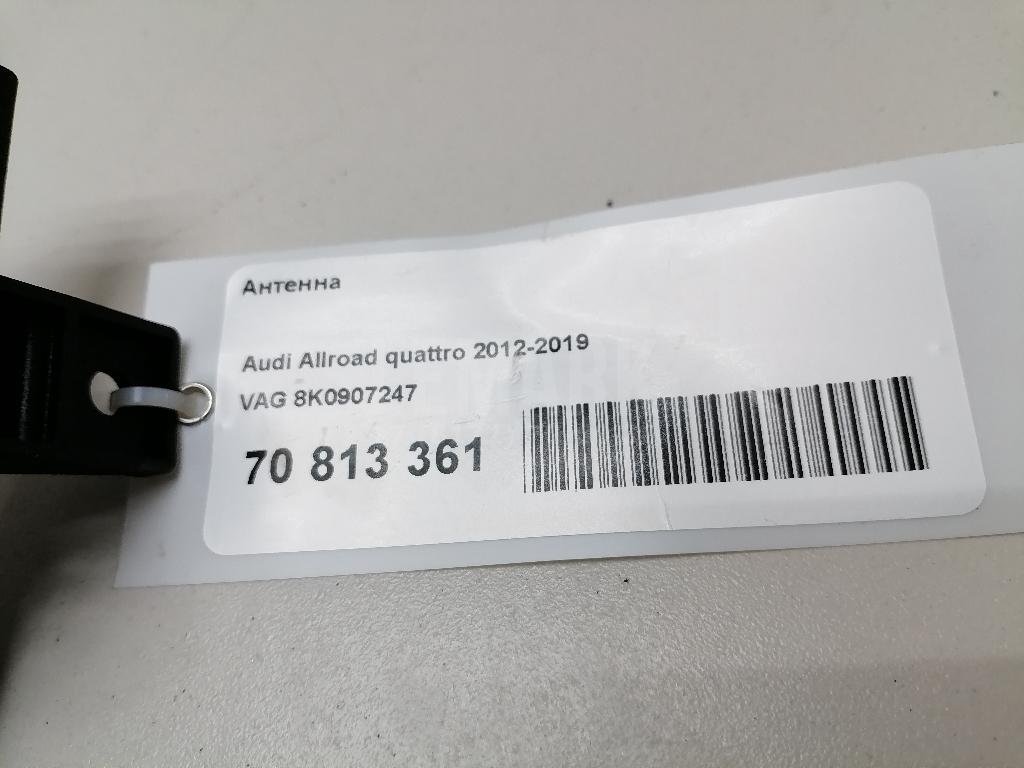 Антенна
Audi Allroad quattro 2012-2019
VAG 8K0907247
70 813 361